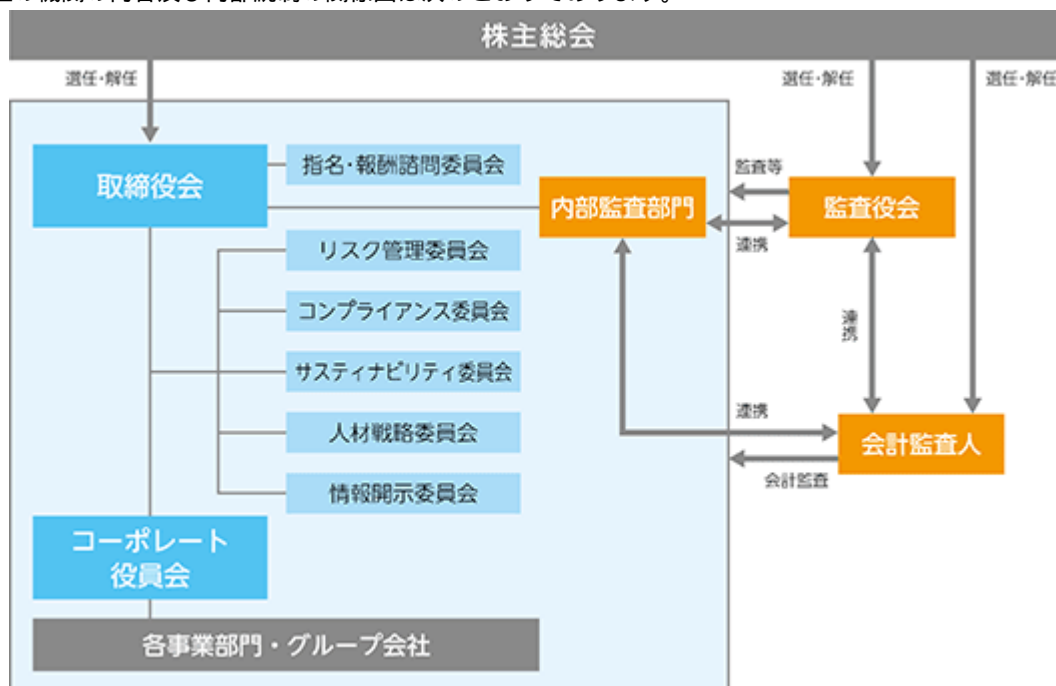 株主総会
選任・解任
選任・解任
選任・解任
取締役会
指名・報酬諮問委員会
内部監査部門
監査等
監査役会
連携
リスク管理委員会
コンプライアンス委員会
サスティナビリティ委員会
連携
人材戦略委員会
連携
会計監査人
会計監査
情報開示委員会
コーポレート
役員会
各事業部門・グループ会社